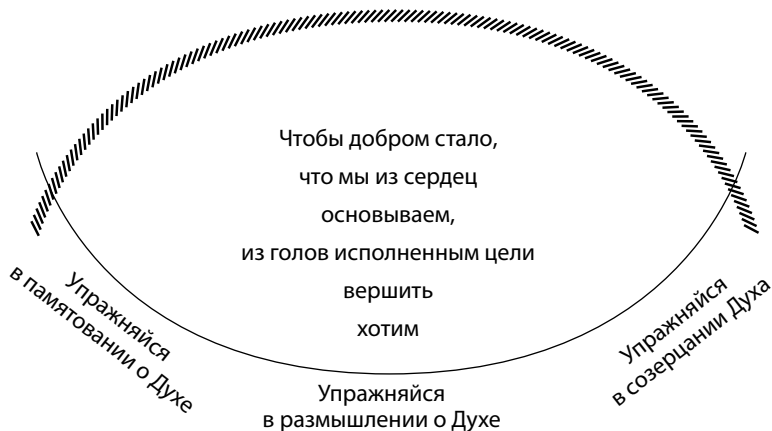 Чтобы добром стало,
что мы из сердец
основываем,
из голов исполненным цели
вершить
хотим
Упражняйся
в памятовании о Духе
Упражняйся
в размышлении о Духе
Упражняйся
в созерцании Духа